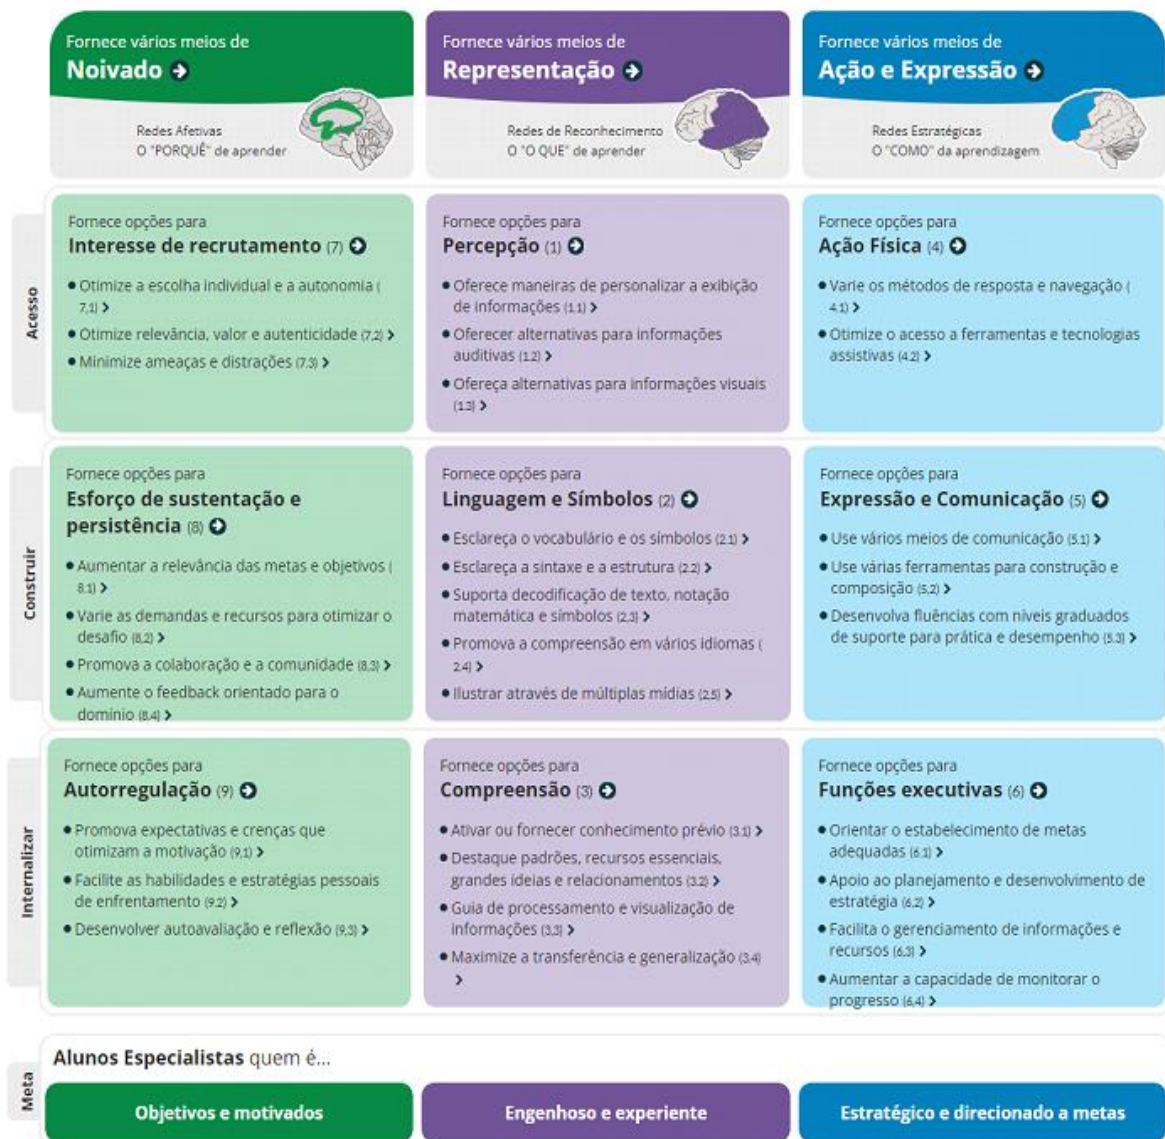 Fornece vários meios de
Noivado
Redes Afetivas
O "PORQUÊ" de aprender
Fornece vários meios de
Representação
Redes de Reconhecimento
O "O QUE" de aprender
Fornece vários meios de
Ação e Expressão
Redes Estratégicas
O "COMO" da aprendizagem
Acesso
Fornece opções para
Interesse de recrutamento (7)
• Otimize a escolha individual e a autonomia (
7,1) >
• Otimize relevância, valor e autenticidade (7,2) >
• Minimize ameaças e distrações (7.3) >
Fornece opções para
Percepção (1)
• Oferece maneiras de personalizar a exibição
de informações (1.1) >
• Oferecer alternativas para informações
auditivas (1.2) >
• Ofereça alternativas para informações visuais
(1.3) >
Fornece opções para
Ação Física (4)
• Varie os métodos de resposta e navegação (
4.1) >
• Otimize o acesso a ferramentas e tecnologias
assistivas (4.2) >
Construir
Fornece opções para
Esforço de sustentação e
persistência (8)
• Aumentar a relevância das metas e objetivos (
8.1) >
• Varie as demandas e recursos para otimizar o
desafio (8,2) >
• Promova a colaboração e a comunidade (8,3) >
• Aumente o feedback orientado para o
domínio (8.4) >
Fornece opções para
Linguagem e Símbolos (2)
• Esclareça o vocabulário e os símbolos (2.1) >
• Esclareça a sintaxe e a estrutura (2.2) >
• Suporta decodificação de texto, notação
matemática e símbolos (2,3) >
• Promova a compreensão em vários idiomas (
2.4) >
• Ilustrar através de múltiplas mídias (2,5) >
Fornece opções para
Expressão e Comunicação (5)
• Use vários meios de comunicação (5.1) >
• Use várias ferramentas para construção e
composição (5,2) >
• Desenvolva fluências com níveis graduados
de suporte para prática e desempenho (5.3) >
Internalizar
Fornece opções para
Autorregulação (9)
• Promova expectativas e crenças que
otimizam a motivação (9,1) >
• Facilite as habilidades e estratégias pessoais
de enfrentamento (9.2) >
• Desenvolver autoavaliação e reflexão (9,3) >
Fornece opções para
Compreensão (3)
• Ativar ou fornecer conhecimento prévio (3.1) >
• Destaque padrões, recursos essenciais,
grandes ideias e relacionamentos (3.2) >
• Guia de processamento e visualização de
informações (3,3) >
• Maximize a transferência e generalização (3.4)
>
Fornece opções para
Funções executivas (6)
• Orientar o estabelecimento de metas
adequadas (6.1) >
• Apoio ao planejamento e desenvolvimento de
estratégia (6,2) >
• Facilita o gerenciamento de informações e
recursos (6,3) >
• Aumentar a capacidade de monitorar o
progresso (6,4) >
Meta
Alunos Especialistas quem é...
Objetivos e motivados
Engenhoso e experiente
Estratégico e direcionado a metas